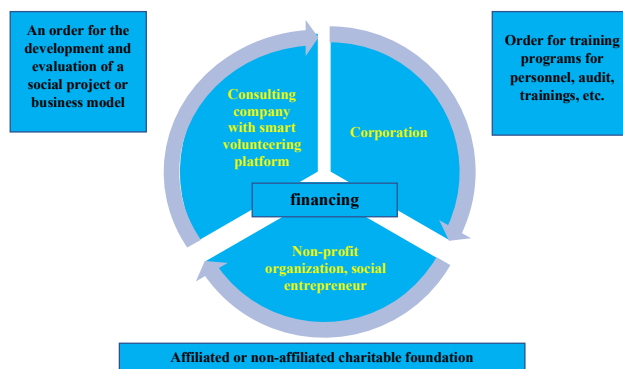 An order for the
development and
evaluation of a
social project or
business model
Order for training
programs for
personnel, audit,
trainings, etc.
Consulting
company
with smart
volunteering
platform
Corporation
financing
Non-profit
organization, social
entrepreneur
Affiliated or non-affiliated charitable foundation